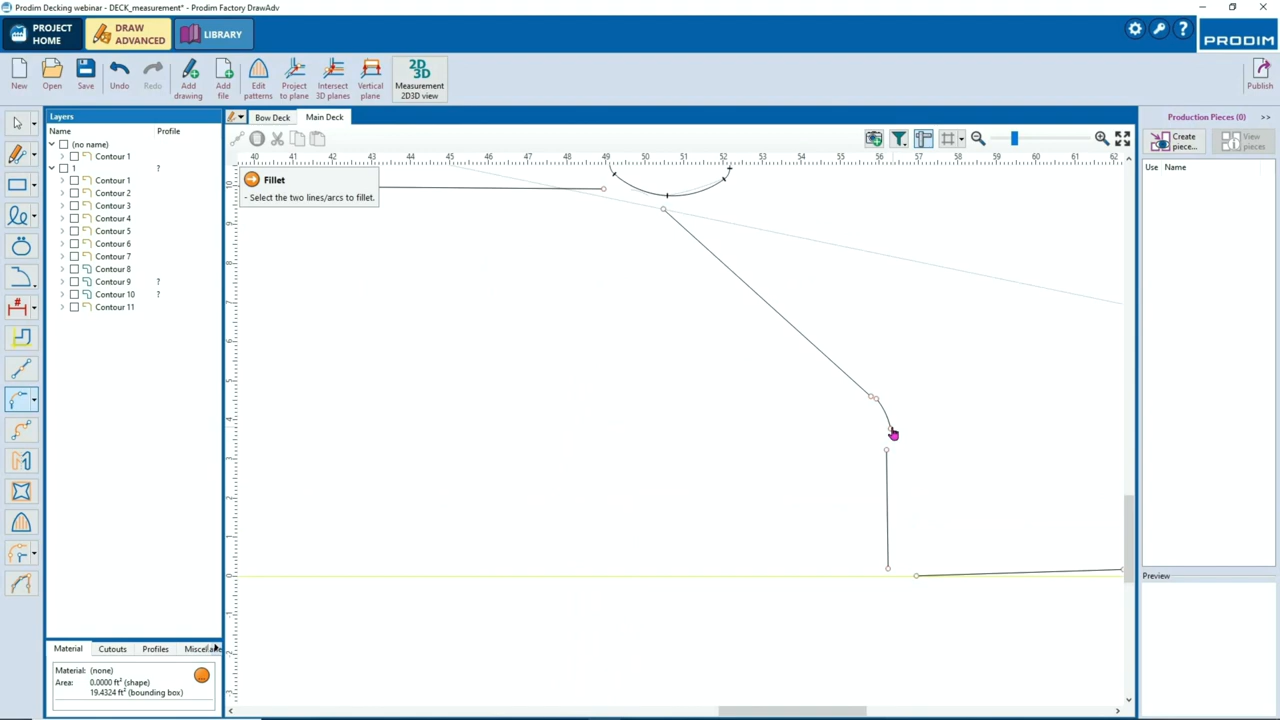 Prodim Decking webinar - DECK_measurement* - Prodim Factory DrawAdv
PROJECT HOME
DRAW ADVANCED
LIBRARY
PRODIM
New
Open
Save
Undo
Redo
Add drawing
Add file
Edit patterns
Project to plane
Intersect 3D planes
Vertical plane
2D 3D
Measurement 2D3D view
Publish
Layers
Name Profile
(no name)
Contour 1
1 ?
Contour 1
Contour 2
Contour 3
Contour 4
Contour 5
Contour 6
Contour 7
Contour 8
Contour 9 ?
Contour 10 ?
Contour 11
Bow Deck
Main Deck
40 41 42 43 44 45 46 47 48 49 50 51 52 53 54 55 56 57 58 59 60 61 62
Fillet
- Select the two lines/arcs to fillet.
Production Pieces (0) >>
Create piece...
View pieces
Use Name
Preview
Material Cutouts Profiles
Material: (none)
Area: 0.0000 ft² (shape)
19.4324 ft² (bounding box)